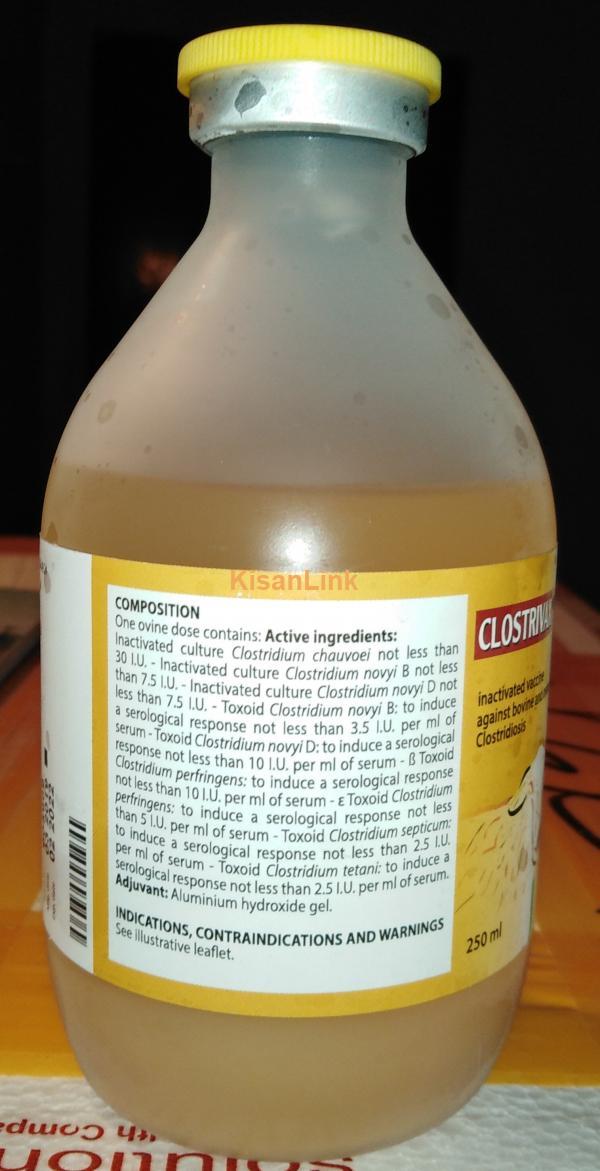 KisanLink
COMPOSITION
One ovine dose contains: Active ingredients:
Inactivated culture Clostridium chauvoei not less than
30 I.U. - Inactivated culture Clostridium novyi B not less
than 7.5 I.U. - Inactivated culture Clostridium novyi D not
less than 7.5 I.U. - Toxoid Clostridium novyi B: to induce
a serological response not less than 3.5 I.U. per ml of
serum - Toxoid Clostridium novyi D: to induce a serological
response not less than 10 I.U. per ml of serum - ß Toxoid
Clostridium perfringens: to induce a serological response
not less than 10 I.U. per ml of serum - ε Toxoid Clostridium
perfringens: to induce a serological response not less
than 5 I.U. per ml of serum - Toxoid Clostridium septicum:
to induce a serological response not less than 2.5 I.U.
per ml of serum - Toxoid Clostridium tetani: to induce a
serological response not less than 2.5 I.U. per ml of serum.
Adjuvant: Aluminium hydroxide gel.
INDICATIONS, CONTRAINDICATIONS AND WARNINGS
See illustrative leaflet.
CLOSTRIVA
inactivated vaccine
against bovine and
Clostridiosis
250 ml
02 2022